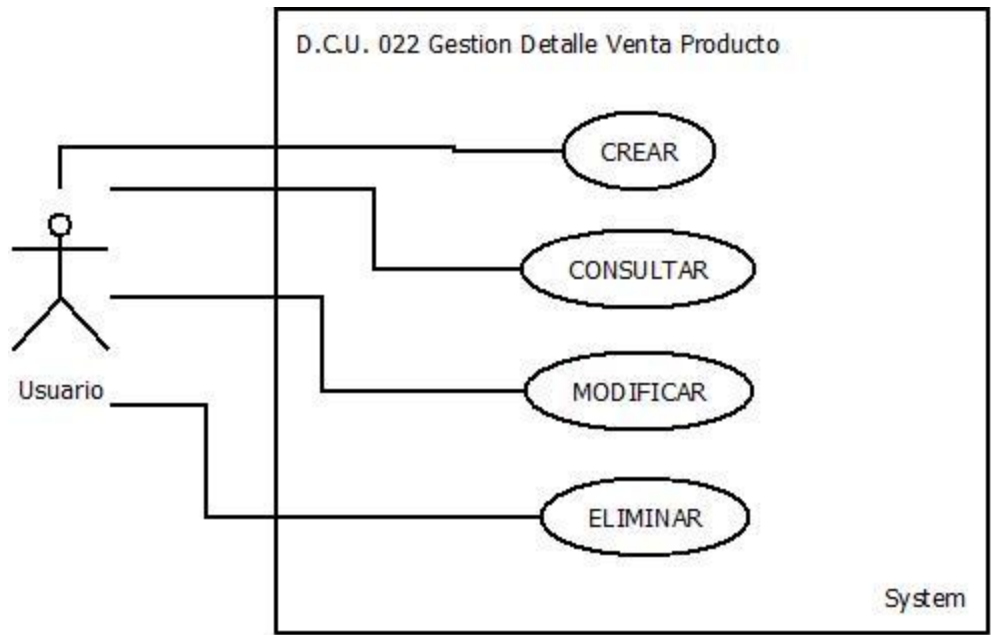 D.C.U. 022 Gestion Detalle Venta Producto
CREAR
CONSULTAR
MODIFICAR
Usuario
ELIMINAR
System